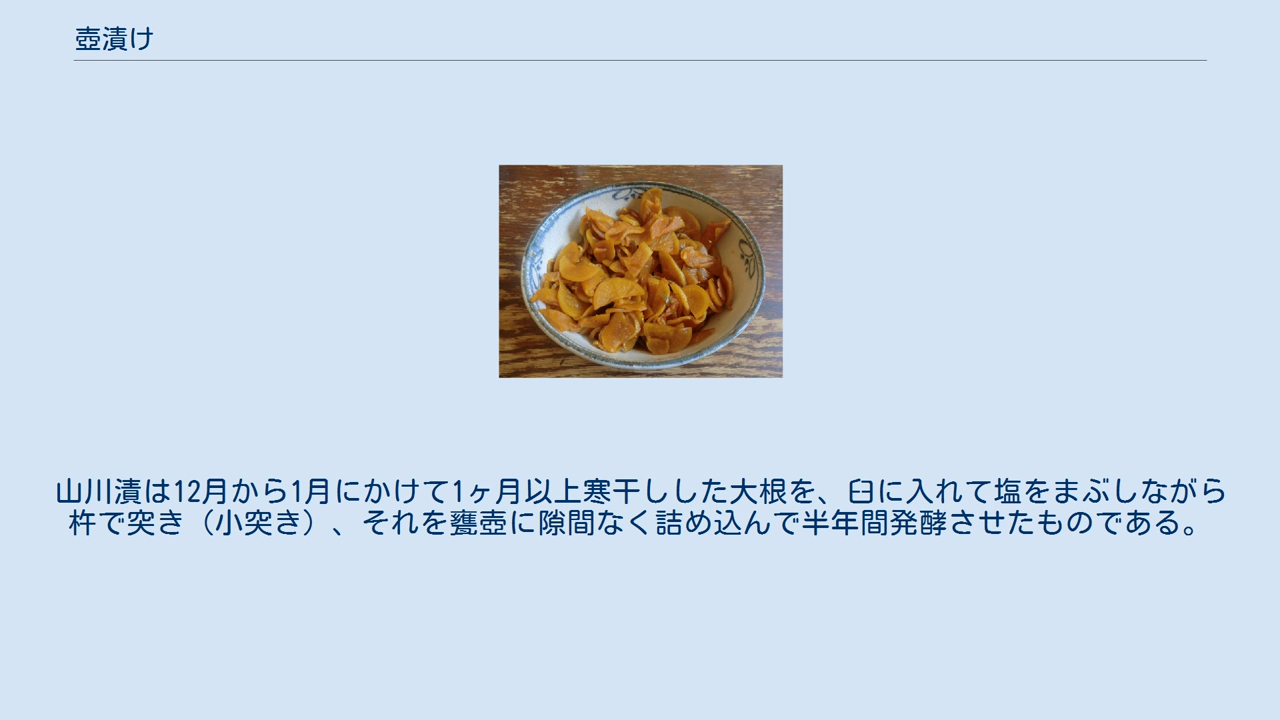 壺漬け
山川漬は12月から1月にかけて1ヶ月以上寒干しした大根を、臼に入れて塩をまぶしながら
杵で突き（小突き）、それを甕壺に隙間なく詰め込んで半年間発酵させたものである。